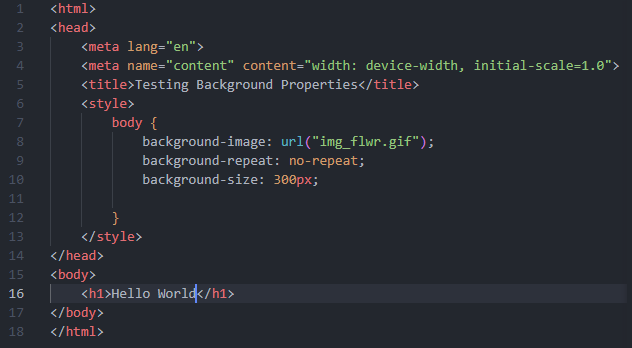 1 <html>
2 <head>
3     <meta lang="en">
4     <meta name="content" content="width: device-width, initial-scale=1.0">
5     <title>Testing Background Properties</title>
6     <style>
7         body {
8             background-image: url("img_flwr.gif");
9             background-repeat: no-repeat;
10             background-size: 300px;
11
12         }
13     </style>
14 </head>
15 <body>
16     <h1>Hello World</h1>
17 </body>
18 </html>